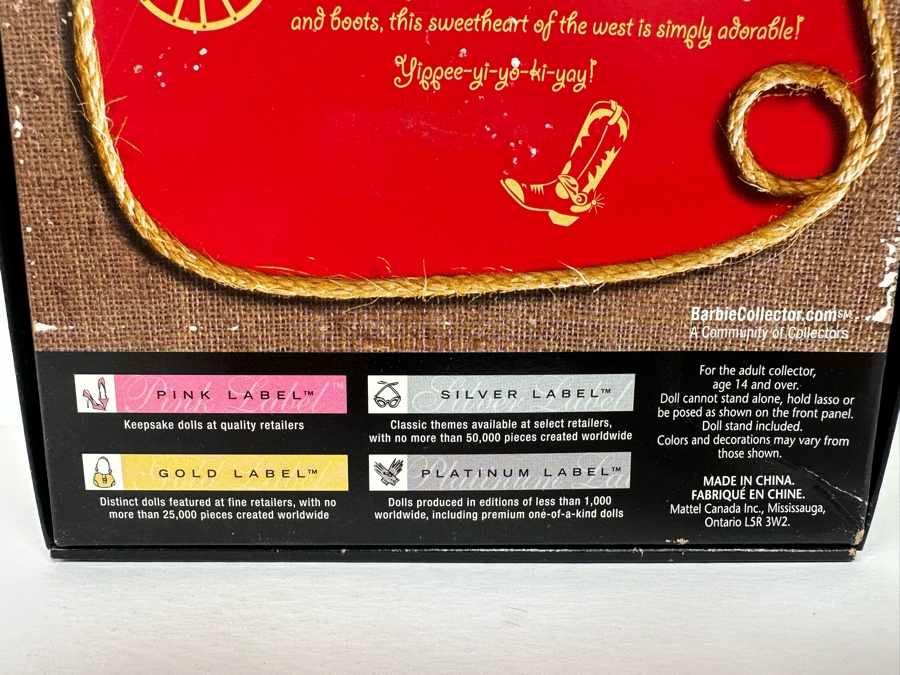 and boots, this sweetheart of the west is simply adorable!
Yippee-yi-yo-ki-yay!
BarbieCollector.com℠
A Community of Collectors
PINK LABEL™
Keepsake dolls at quality retailers
SILVER LABEL™
Classic themes available at select retailers,
with no more than 50,000 pieces created worldwide
GOLD LABEL™
Distinct dolls featured at fine retailers, with no
more than 25,000 pieces created worldwide
PLATINUM LABEL™
Dolls produced in editions of less than 1,000
worldwide, including premium one-of-a-kind dolls
For the adult collector,
age 14 and over.
Doll cannot stand alone, hold lasso or
be posed as shown on the front panel.
Doll stand included.
Colors and decorations may vary from
those shown.
MADE IN CHINA.
FABRIQUÉ EN CHINE.
Mattel Canada Inc., Mississauga,
Ontario L5R 3W2.